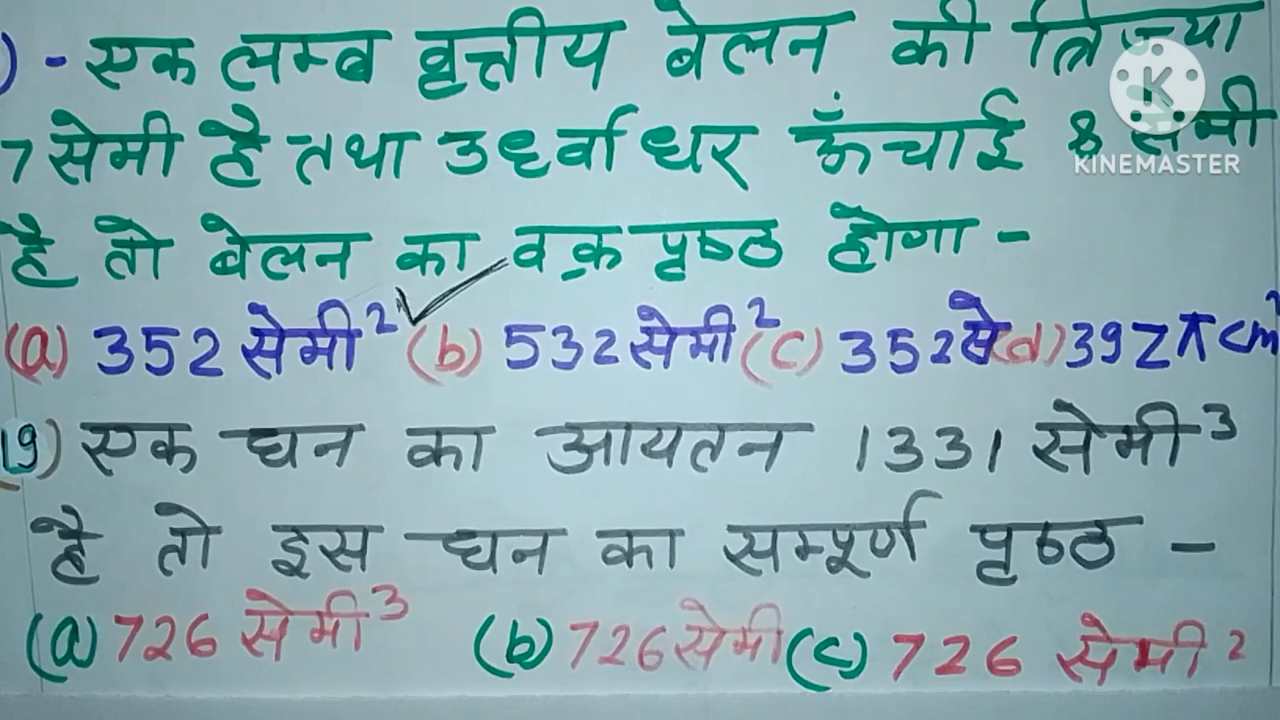 ) - एक लम्ब वृत्तीय बेलन की त्रिज्या
7 सेमी है तथा उर्ध्वाधर ऊँचाई 8 सेमी
है तो बेलन का वक्र पृष्ठ होगा -
(a) 352 सेमी² (b) 532 सेमी² (c) 352 से (d) 392 π cm²
19) एक घन का आयतन 1331 सेमी³
है तो इस घन का सम्पूर्ण पृष्ठ -
(a) 726 सेमी³ (b) 726 सेमी (c) 726 सेमी²
K
KINEMASTER